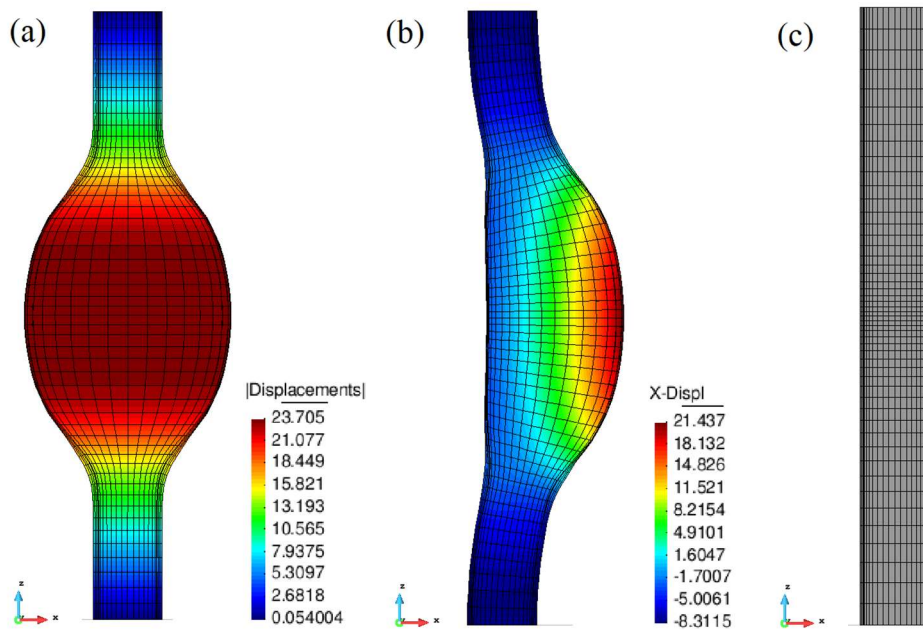 (a)
(b)
(c)
|Displacements|
23.705
21.077
18.449
15.821
13.193
10.565
7.9375
5.3097
2.6818
0.054004
X-Displ
21.437
18.132
14.826
11.521
8.2154
4.9101
1.6047
-1.7007
-5.0061
-8.3115
z
x
z
x
z
x